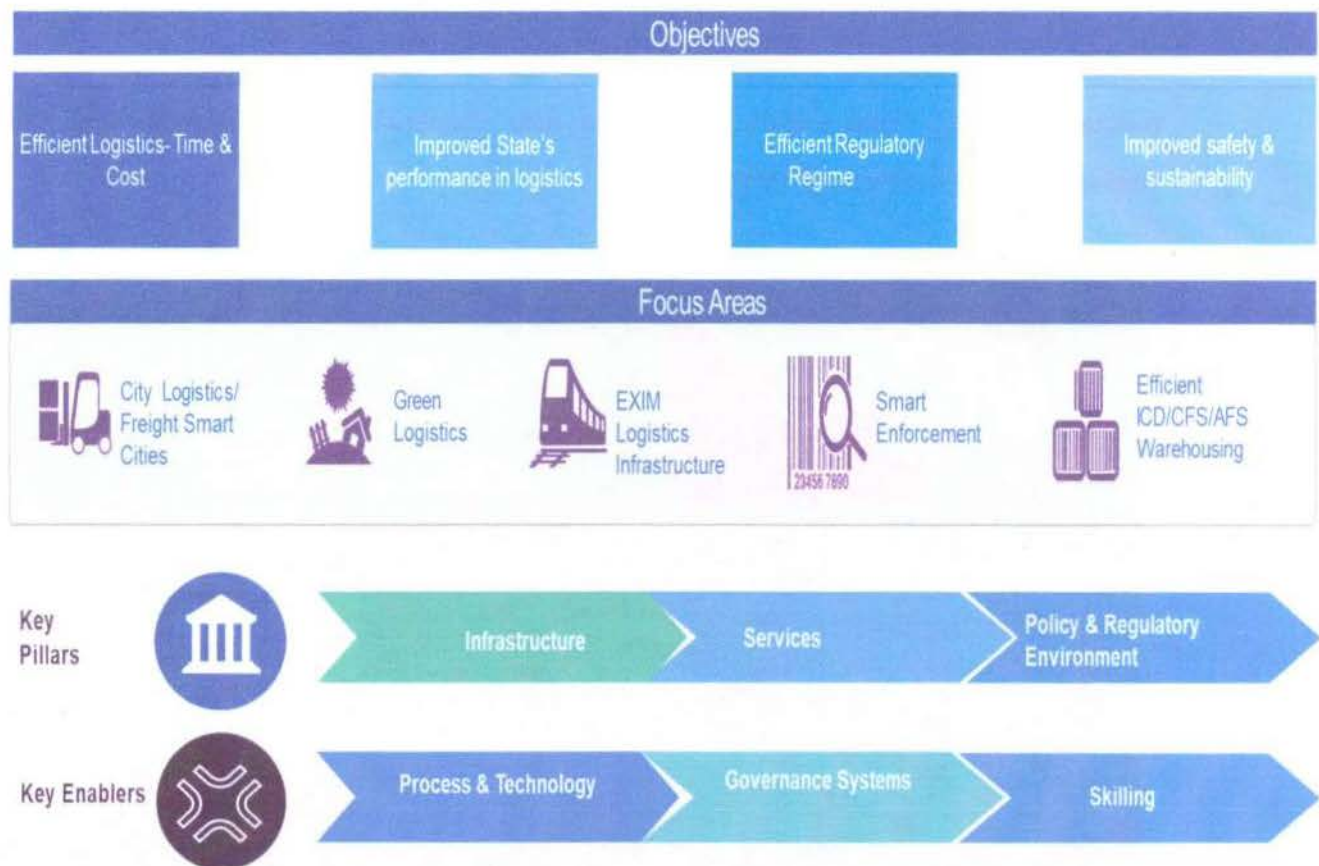 Objectives
Efficient Logistics- Time &
Cost
Improved State's
performance in logistics
Efficient Regulatory
Regime
Improved safety &
sustainability
Focus Areas
City Logistics/
Freight Smart
Cities
Green
Logistics
EXIM
Logistics
Infrastructure
23456 7890
Smart
Enforcement
Efficient
ICD/CFS/AFS
Warehousing
Key
Pillars
Infrastructure
Services
Policy & Regulatory
Environment
Key Enablers
Process & Technology
Governance Systems
Skilling